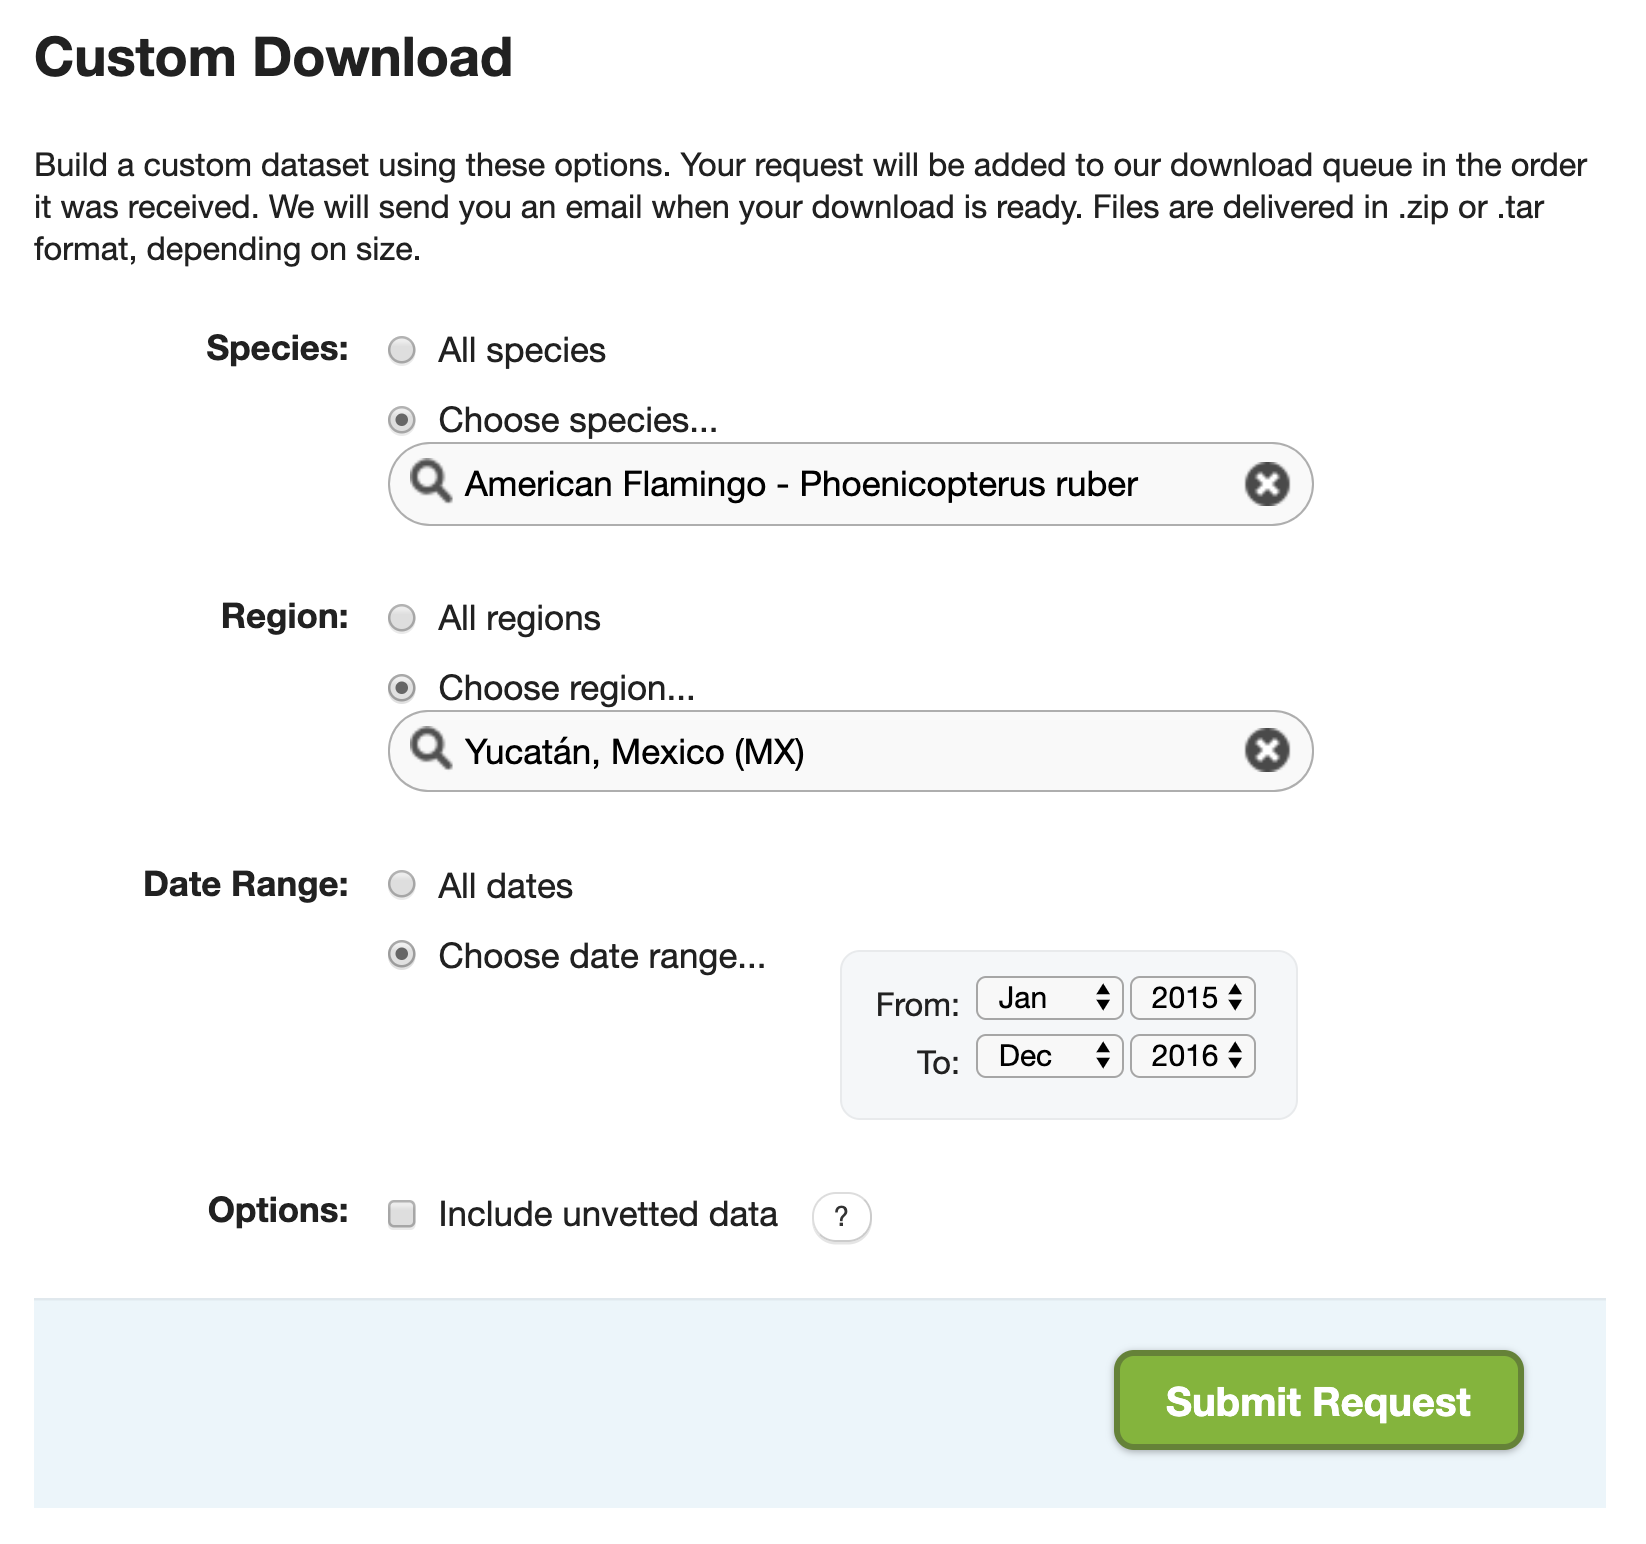 Custom Download
Build a custom dataset using these options. Your request will be added to our download queue in the order
it was received. We will send you an email when your download is ready. Files are delivered in .zip or .tar
format, depending on size.
Species: All species
Choose species...
American Flamingo - Phoenicopterus ruber
Region: All regions
Choose region...
Yucatán, Mexico (MX)
Date Range: All dates
Choose date range...
From: Jan 2015
To: Dec 2016
Options: Include unvetted data ?
Submit Request